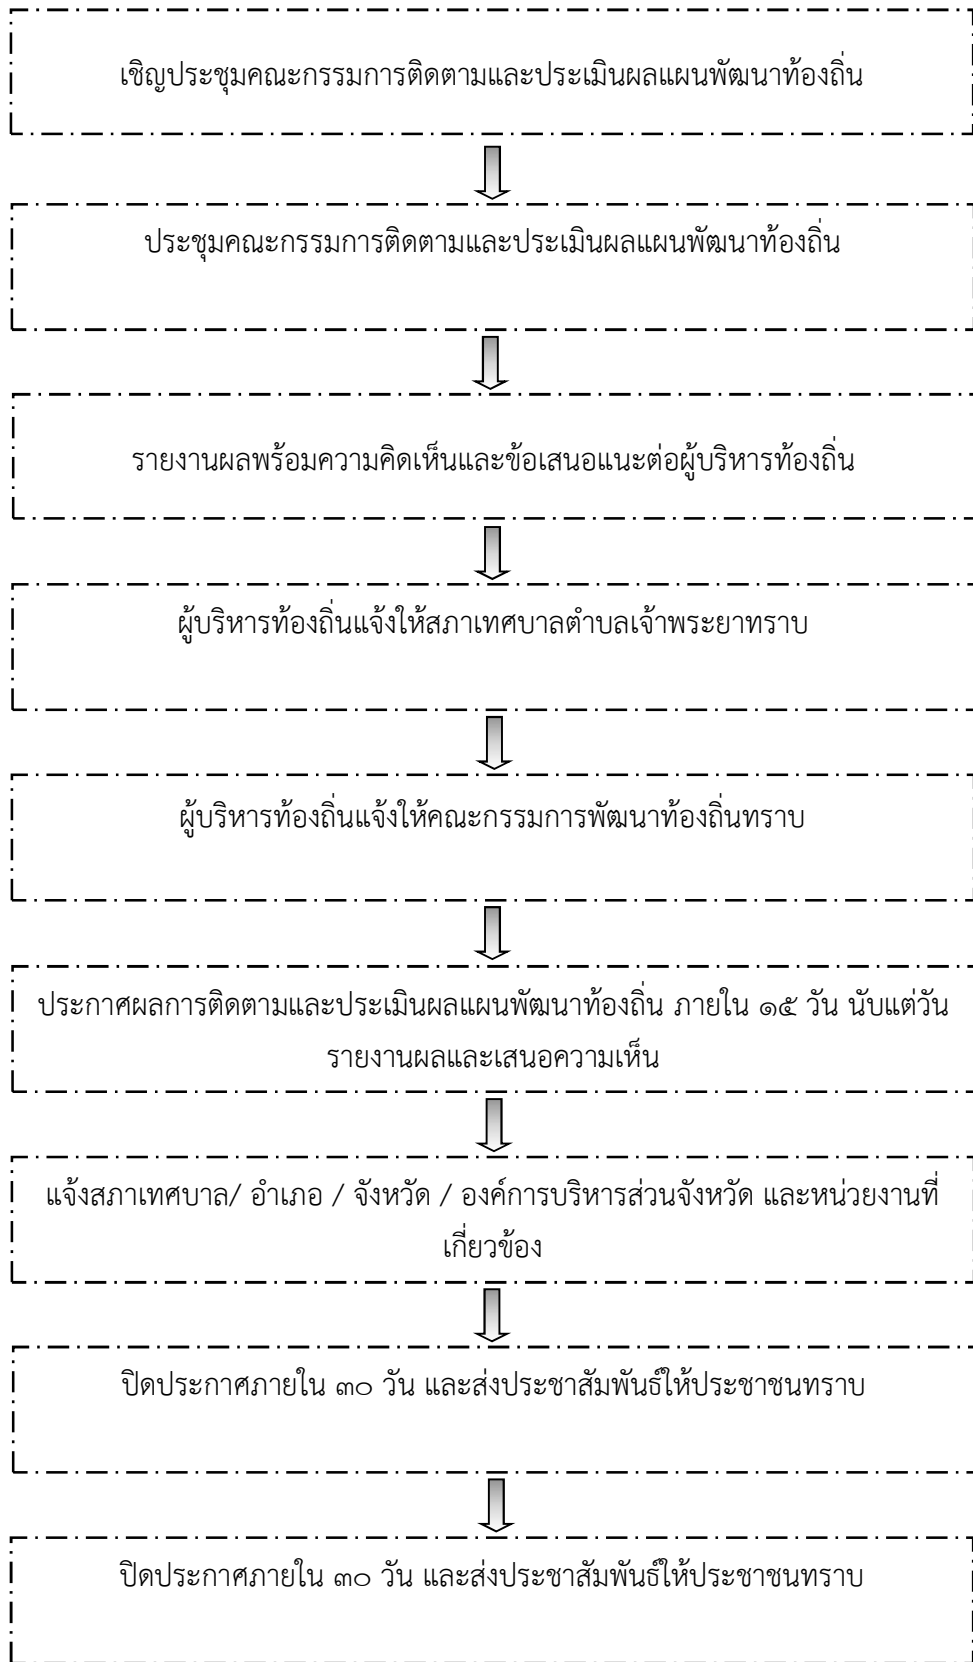 เชิญประชุมคณะกรรมการติดตามและประเมินผลแผนพัฒนาท้องถิ่น
ประชุมคณะกรรมการติดตามและประเมินผลแผนพัฒนาท้องถิ่น
รายงานผลพร้อมความคิดเห็นและข้อเสนอแนะต่อผู้บริหารท้องถิ่น
ผู้บริหารท้องถิ่นแจ้งให้สภาเทศบาลตำบลเจ้าพระยาทราบ
ผู้บริหารท้องถิ่นแจ้งให้คณะกรรมการพัฒนาท้องถิ่นทราบ
ประกาศผลการติดตามและประเมินผลแผนพัฒนาท้องถิ่น ภายใน ๑๕ วัน นับแต่วัน
รายงานผลและเสนอความเห็น
แจ้งสภาเทศบาล/ อำเภอ / จังหวัด / องค์การบริหารส่วนจังหวัด และหน่วยงานที่
เกี่ยวข้อง
ปิดประกาศภายใน ๓๐ วัน และส่งประชาสัมพันธ์ให้ประชาชนทราบ
ปิดประกาศภายใน ๓๐ วัน และส่งประชาสัมพันธ์ให้ประชาชนทราบ